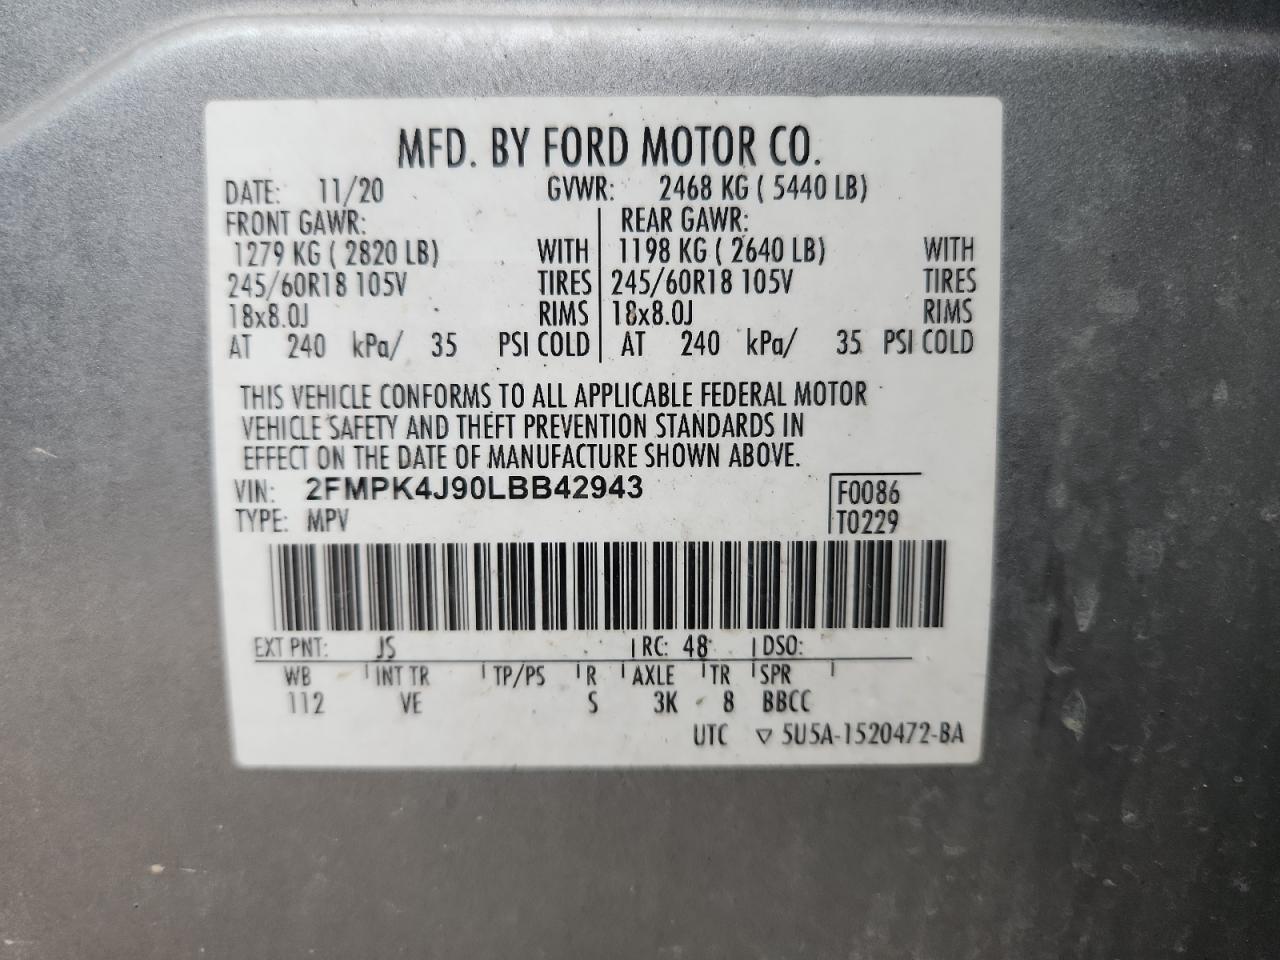 MFD. BY FORD MOTOR CO.
DATE: 11/20 GVWR: 2468 KG ( 5440 LB)
FRONT GAWR: REAR GAWR:
1279 KG ( 2820 LB) WITH 1198 KG ( 2640 LB) WITH
245/60R18 105V TIRES 245/60R18 105V TIRES
18x8.0J RIMS 18x8.0J RIMS
AT 240 kPa/ 35 PSI COLD AT 240 kPa/ 35 PSI COLD
THIS VEHICLE CONFORMS TO ALL APPLICABLE FEDERAL MOTOR
VEHICLE SAFETY AND THEFT PREVENTION STANDARDS IN
EFFECT ON THE DATE OF MANUFACTURE SHOWN ABOVE.
VIN: 2FMPK4J90LBB42943 F0086
TYPE: MPV T0229
EXT PNT: JS RC: 48 DSO:
WB INT TR TP/PS R AXLE TR SPR
112 VE S 3K 8 BBCC
UTC ▽ 5U5A-1520472-BA